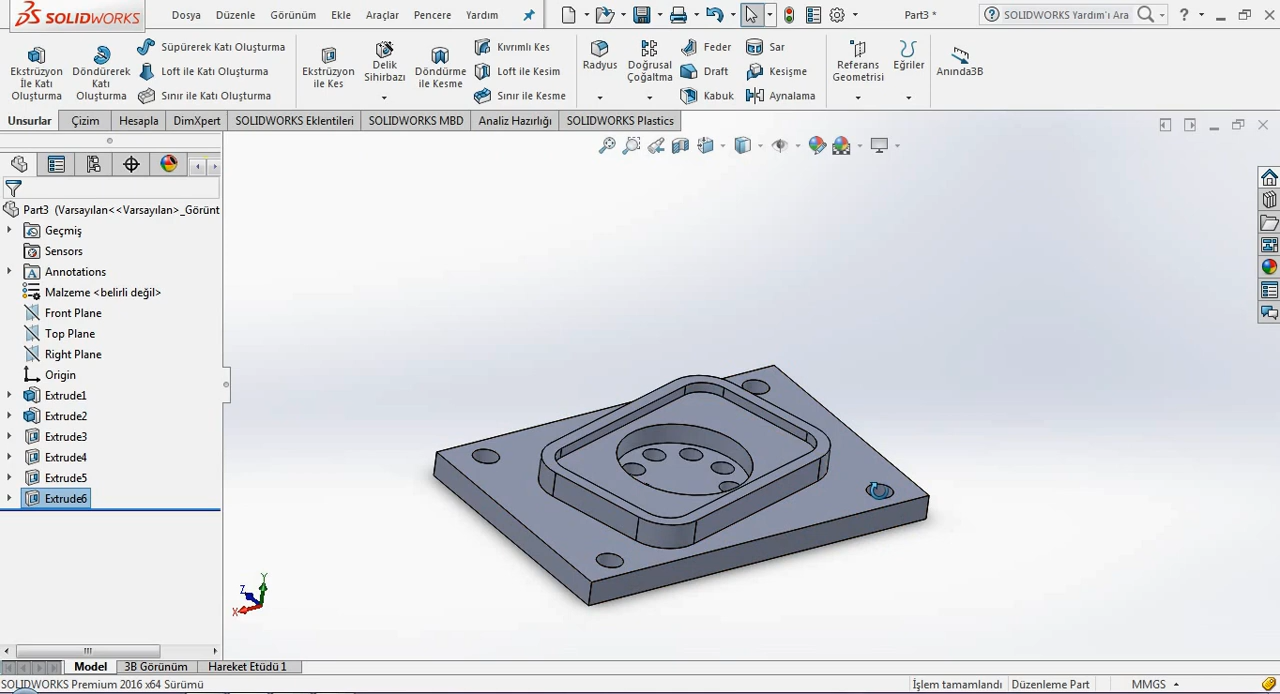 SOLIDWORKS Dosya Düzenle Görünüm Ekle Araçlar Pencere Yardım Part3 * SOLIDWORKS Yardım'ı Ara
Ekstrüzyon İle Katı Oluşturma
Döndürerek Katı Oluşturma
Süpürerek Katı Oluşturma
Loft ile Katı Oluşturma
Sınır ile Katı Oluşturma
Ekstrüzyon ile Kes
Delik Sihirbazı
Döndürme ile Kesme
Kıvrımlı Kes
Loft ile Kesim
Sınır ile Kesme
Radyus
Doğrusal Çoğaltma
Feder
Draft
Kabuk
Sar
Kesişme
Aynalama
Referans Geometrisi
Eğriler
Anında3B
Unsurlar Çizim Hesapla DimXpert SOLIDWORKS Eklentileri SOLIDWORKS MBD Analiz Hazırlığı SOLIDWORKS Plastics
Part3 (Varsayılan<<Varsayılan>_Görünt
Geçmiş
Sensors
Annotations
Malzeme <belirli değil>
Front Plane
Top Plane
Right Plane
Origin
Extrude1
Extrude2
Extrude3
Extrude4
Extrude5
Extrude6
Y
Z
X
Model 3B Görünüm Hareket Etüdü 1
SOLIDWORKS Premium 2016 x64 Sürümü İşlem tamamlandı Düzenleme Part MMGS